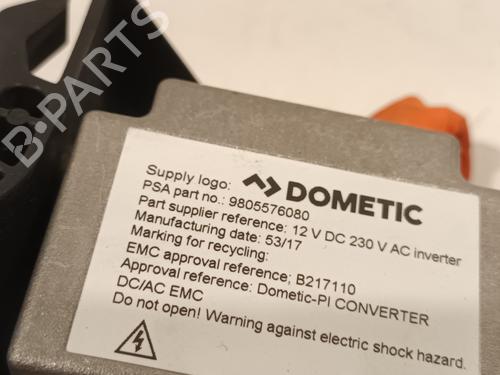 B-PARTS
Supply logo: DOMETIC
PSA part no.: 9805576080
Part supplier reference: 12 V DC 230 V AC inverter
Manufacturing date: 53/17
Marking for recycling:
EMC approval reference; B217110
Approval reference: Dometic-PI CONVERTER
DC/AC EMC
Do not open! Warning against electric shock hazard.